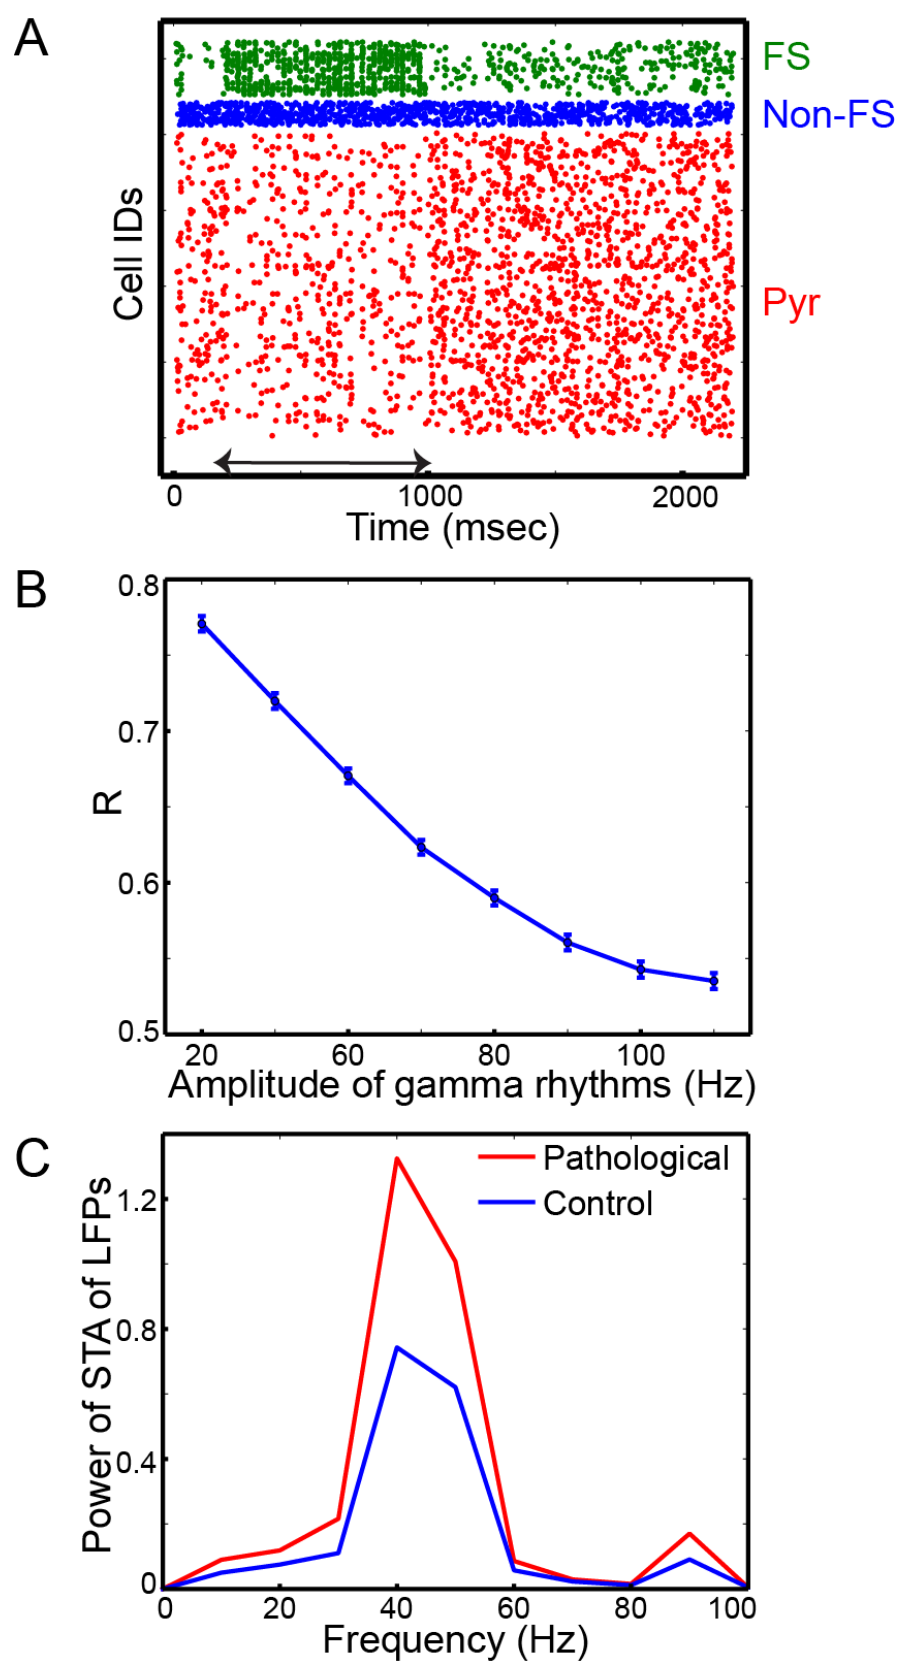 A
FS
Non-FS
Pyr
Cell IDs
0 1000 2000
Time (msec)
B
0.8
0.7
0.6
0.5
R
20 60 80 100
Amplitude of gamma rhythms (Hz)
C
Pathological
Control
1.2
0.8
0.4
0
Power of STA of LFPs
0 20 40 60 80 100
Frequency (Hz)